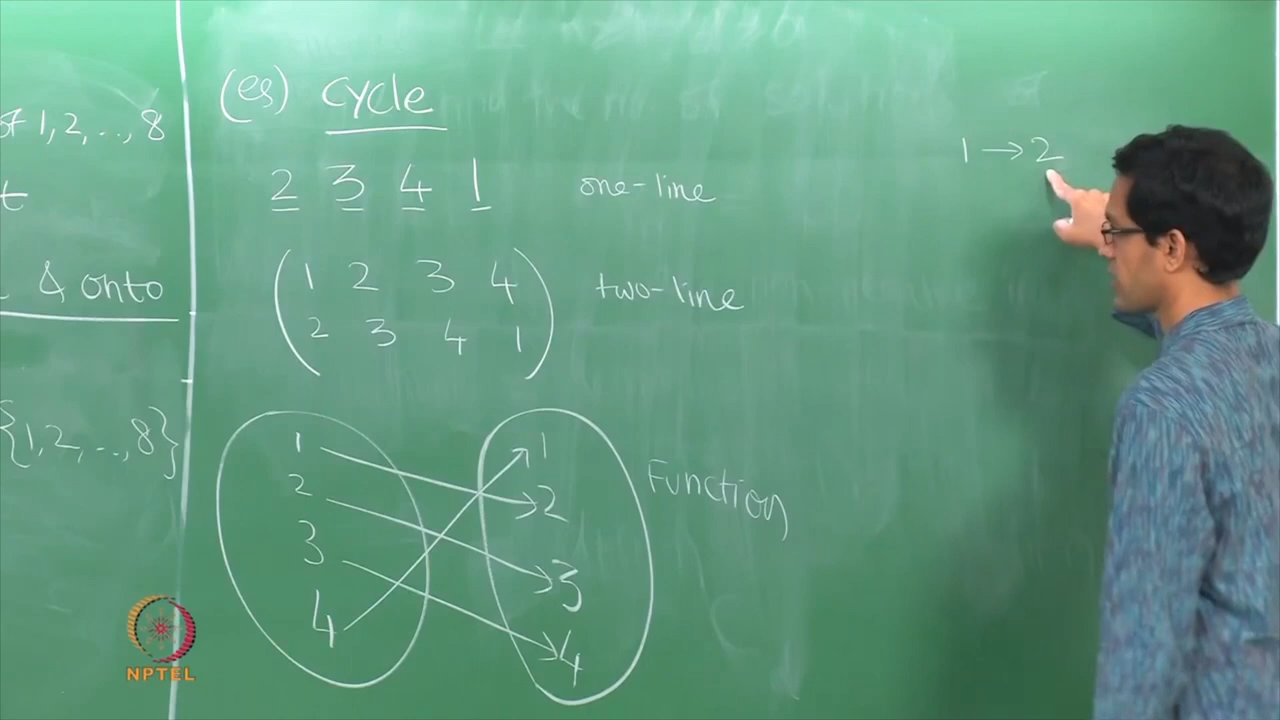 of 1, 2, .., 8
& onto
{1, 2, .., 8}
(eg) Cycle
2 3 4 1 one-line
1 2 3 4
2 3 4 1
two-line
1 → 2
1 1
2 2
3 3
4 4
Function
NPTEL